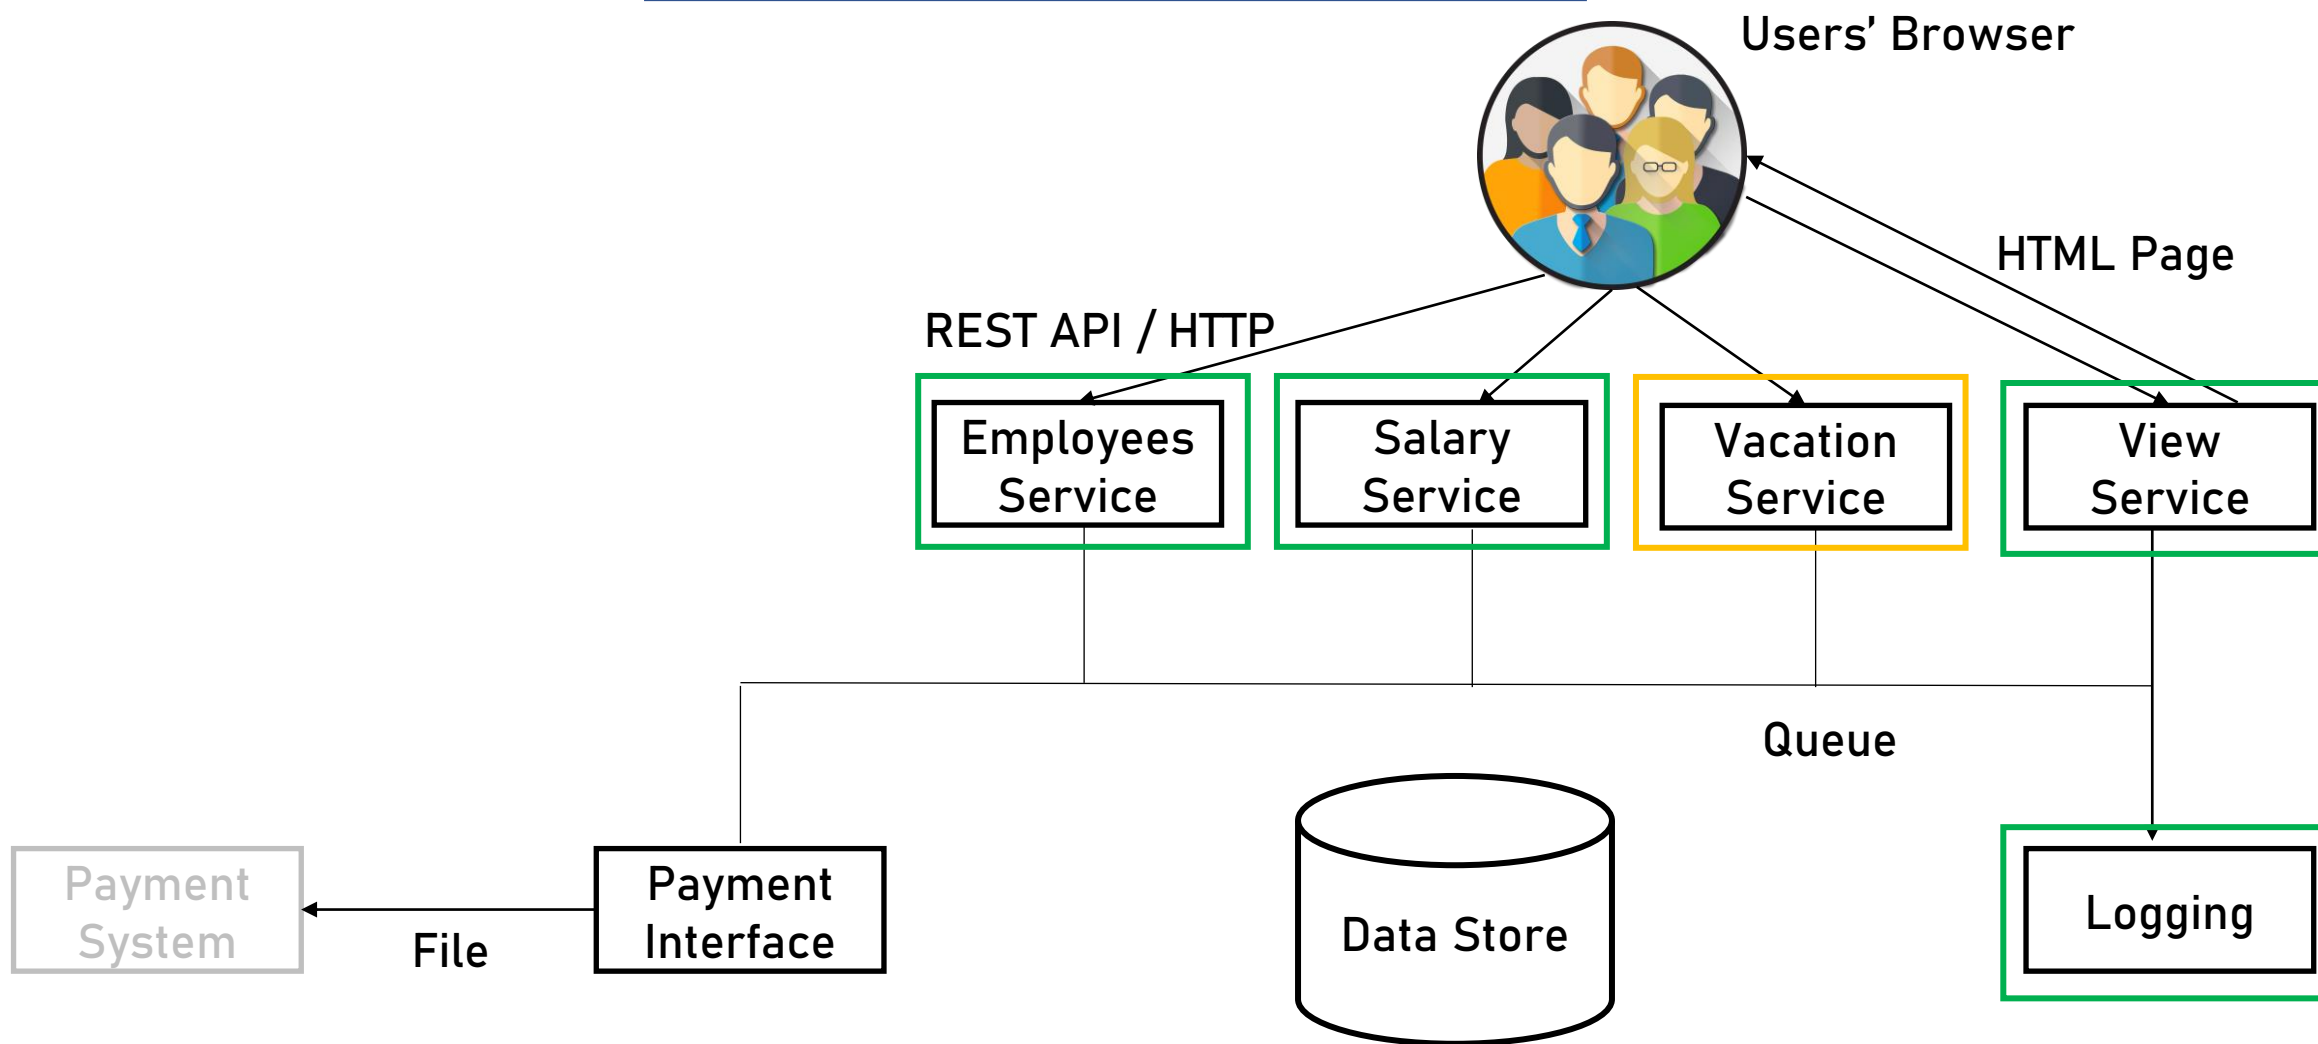 Users’ Browser
HTML Page
REST API / HTTP
Employees
Service
Salary
Service
Vacation
Service
View
Service
Queue
Payment
System
File
Payment
Interface
Data Store
Logging